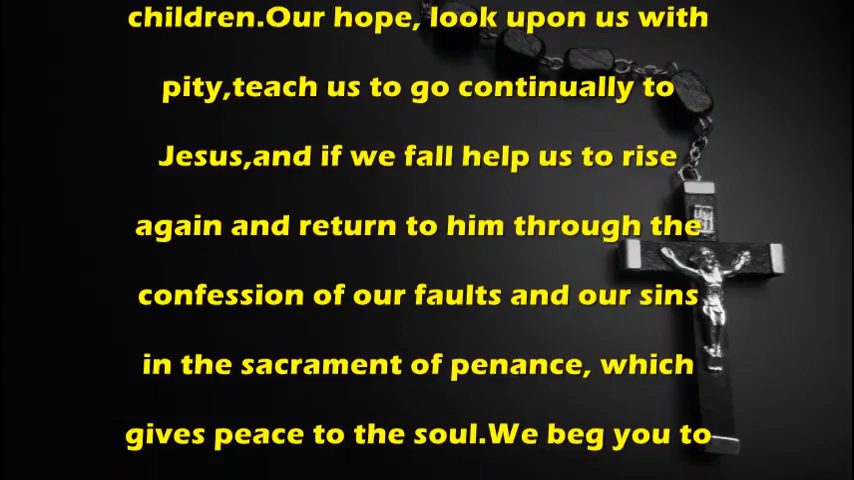 children.Our hope, look upon us with
pity,teach us to go continually to
Jesus,and if we fall help us to rise
again and return to him through the
confession of our faults and our sins
in the sacrament of penance, which
gives peace to the soul.We beg you to